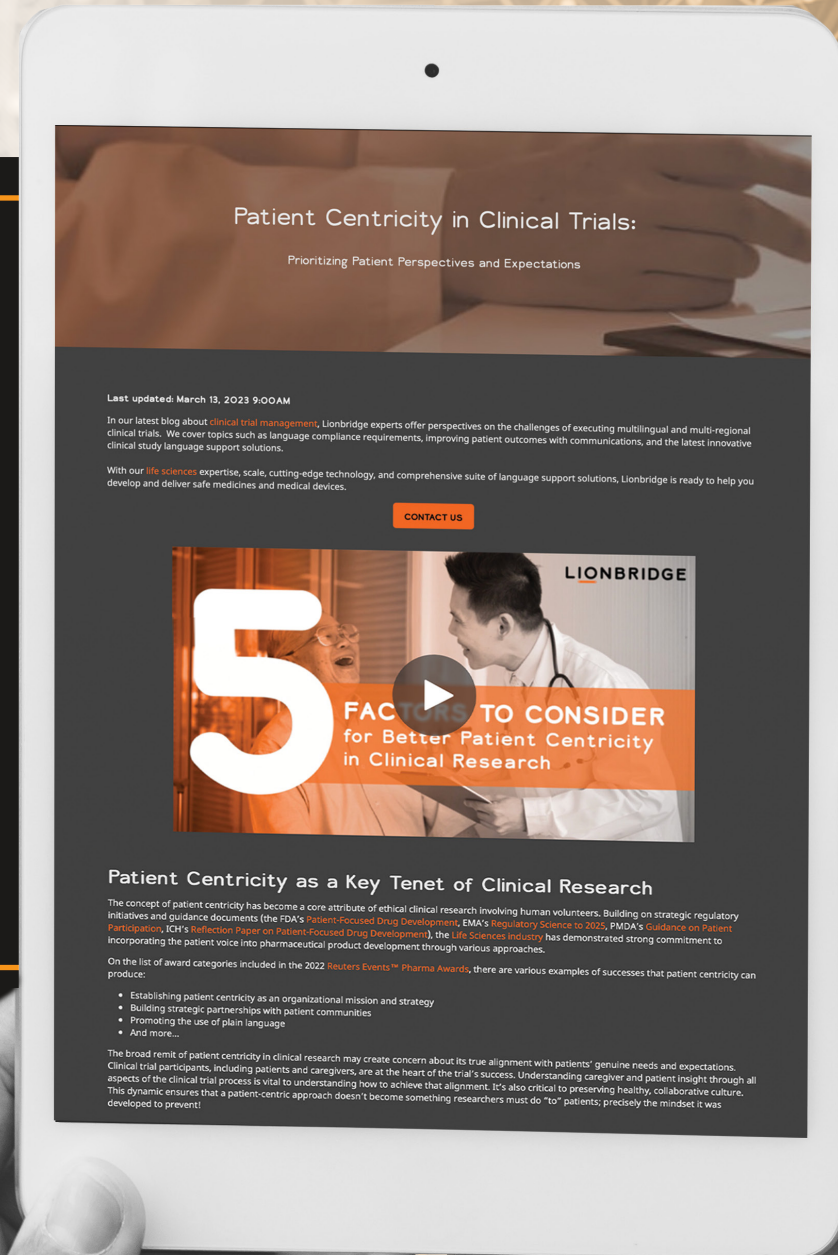 Patient Centricity in Clinical Trials:
Prioritizing Patient Perspectives and Expectations
Last updated: March 13, 2023 9:00AM
In our latest blog about clinical trial management, Lionbridge experts offer perspectives on the challenges of executing multilingual and multi-regional
clinical trials. We cover topics such as language compliance requirements, improving patient outcomes with communications, and the latest innovative
clinical study language support solutions.
With our life sciences expertise, scale, cutting-edge technology, and comprehensive suite of language support solutions, Lionbridge is ready to help you
develop and deliver safe medicines and medical devices.
CONTACT US
LIONBRIDGE
5
FACTORS TO CONSIDER
for Better Patient Centricity
in Clinical Research
Patient Centricity as a Key Tenet of Clinical Research
The concept of patient centricity has become a core attribute of ethical clinical research involving human volunteers. Building on strategic regulatory
initiatives and guidance documents (the FDA's Patient-Focused Drug Development, EMA's Regulatory Science to 2025, PMDA's Guidance on Patient
Participation, ICH's Reflection Paper on Patient-Focused Drug Development), the Life Sciences industry has demonstrated strong commitment to
incorporating the patient voice into pharmaceutical product development through various approaches.
On the list of award categories included in the 2022 Reuters Events™ Pharma Awards, there are various examples of successes that patient centricity can
produce:
• Establishing patient centricity as an organizational mission and strategy
• Building strategic partnerships with patient communities
• Promoting the use of plain language
• And more...
The broad remit of patient centricity in clinical research may create concern about its true alignment with patients' genuine needs and expectations.
Clinical trial participants, including patients and caregivers, are at the heart of the trial's success. Understanding caregiver and patient insight through all
aspects of the clinical trial process is vital to understanding how to achieve that alignment. It's also critical to preserving healthy, collaborative culture.
This dynamic ensures that a patient-centric approach doesn't become something researchers must do "to" patients; precisely the mindset it was
developed to prevent!